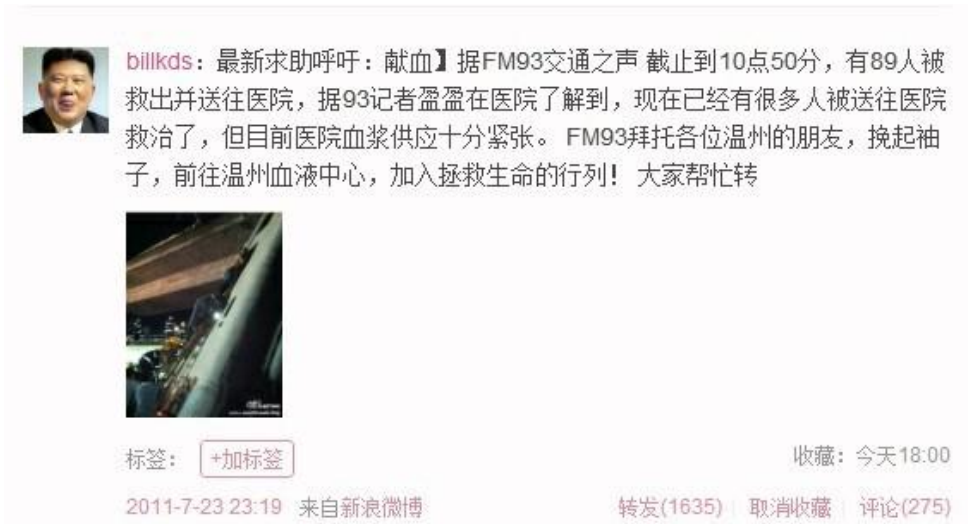 billkds：最新求助呼吁：献血】据FM93交通之声 截止到10点50分，有89人被
救出并送往医院，据93记者盈盈在医院了解到，现在已经有很多人被送往医院
救治了，但目前医院血浆供应十分紧张。 FM93拜托各位温州的朋友，挽起袖
子，前往温州血液中心，加入拯救生命的行列！ 大家帮忙转
标签： +加标签
收藏：今天18:00
2011-7-23 23:19 来自新浪微博
转发(1635) 取消收藏 评论(275)